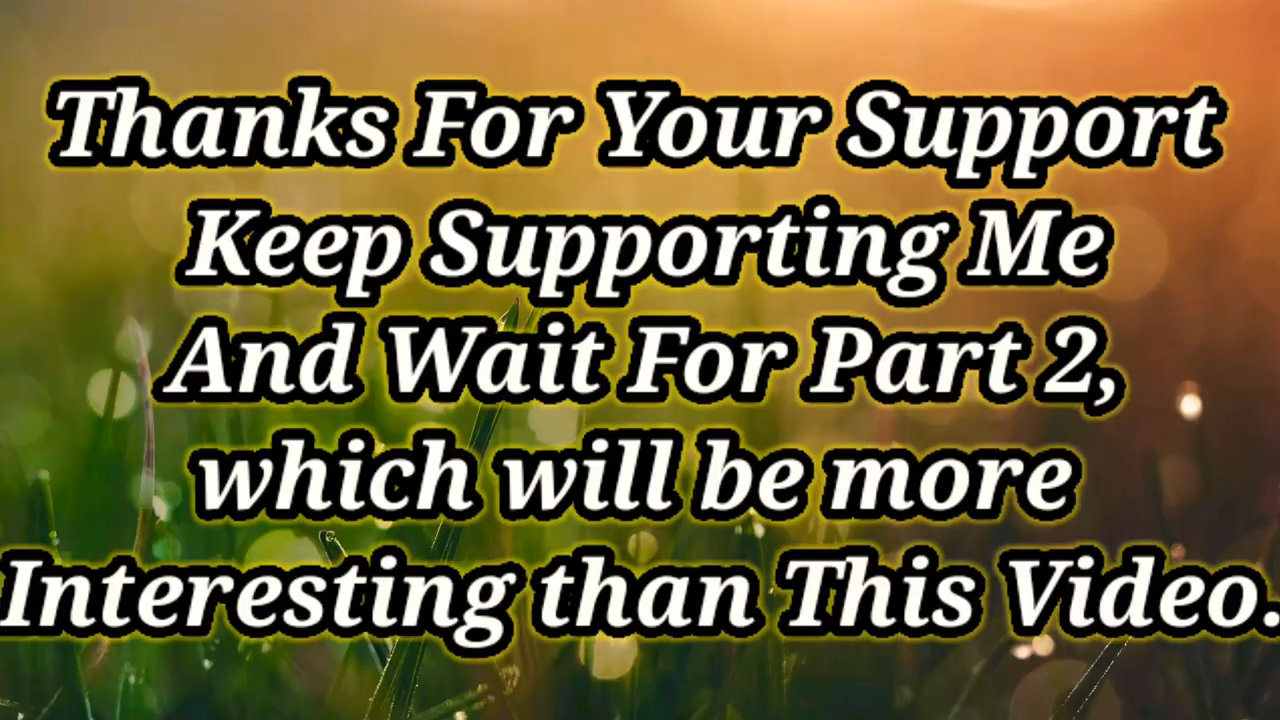 Thanks For Your Support
Keep Supporting Me
And Wait For Part 2,
which will be more
Interesting than This Video.